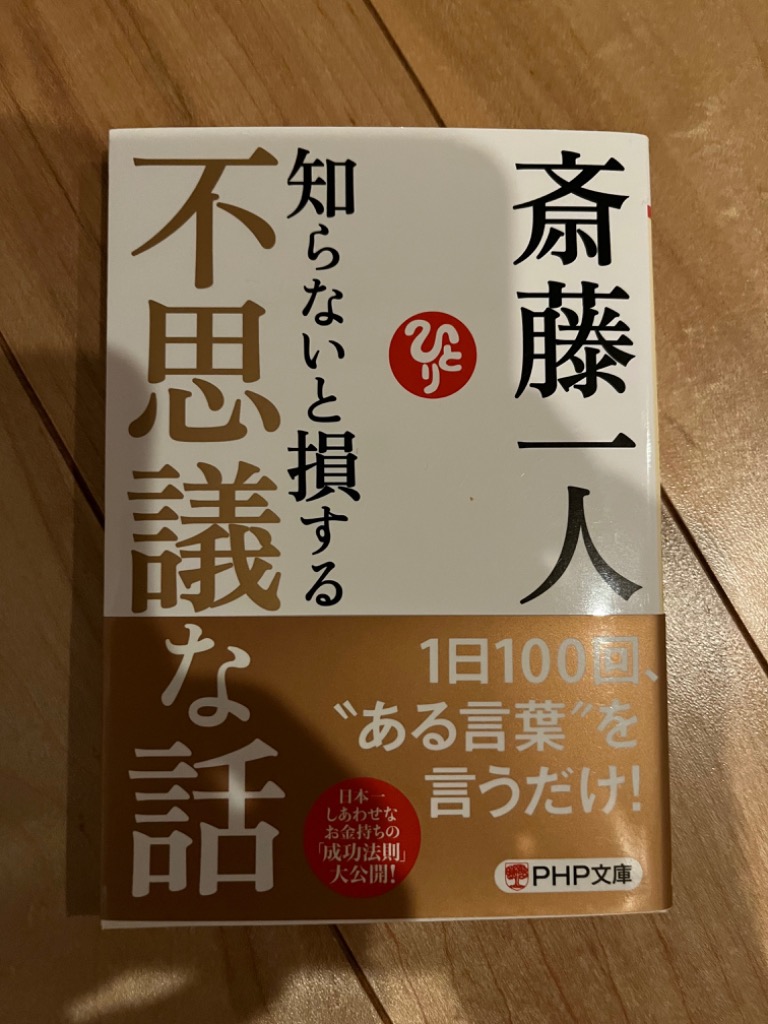 斎藤一人
ひとり
知らないと損する
不思議な話
1日100回、
“ある言葉”を
言うだけ!
日本一
しあわせな
お金持ちの
「成功法則」
大公開!
PHP文庫